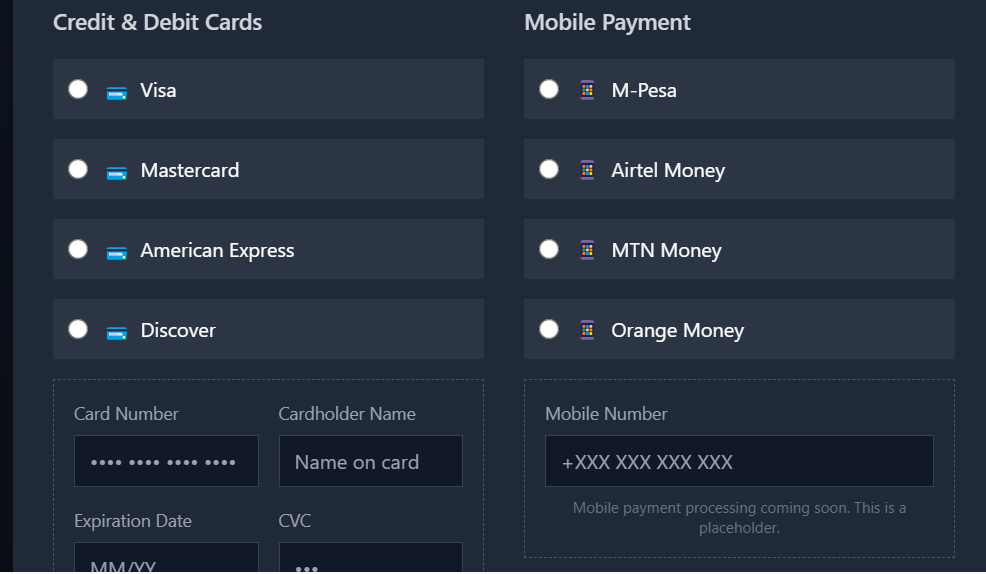 Credit & Debit Cards
Visa
Mastercard
American Express
Discover
Card Number
Cardholder Name
•••• •••• •••• ••••
Name on card
Expiration Date
CVC
MM/YY
•••
Mobile Payment
M-Pesa
Airtel Money
MTN Money
Orange Money
Mobile Number
+XXX XXX XXX XXX
Mobile payment processing coming soon. This is a
placeholder.